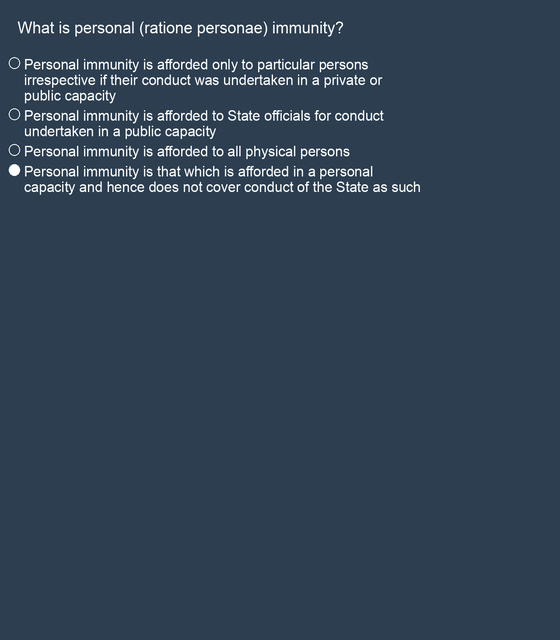 What is personal (ratione personae) immunity?
Personal immunity is afforded only to particular persons
irrespective if their conduct was undertaken in a private or
public capacity
Personal immunity is afforded to State officials for conduct
undertaken in a public capacity
Personal immunity is afforded to all physical persons
Personal immunity is that which is afforded in a personal
capacity and hence does not cover conduct of the State as such